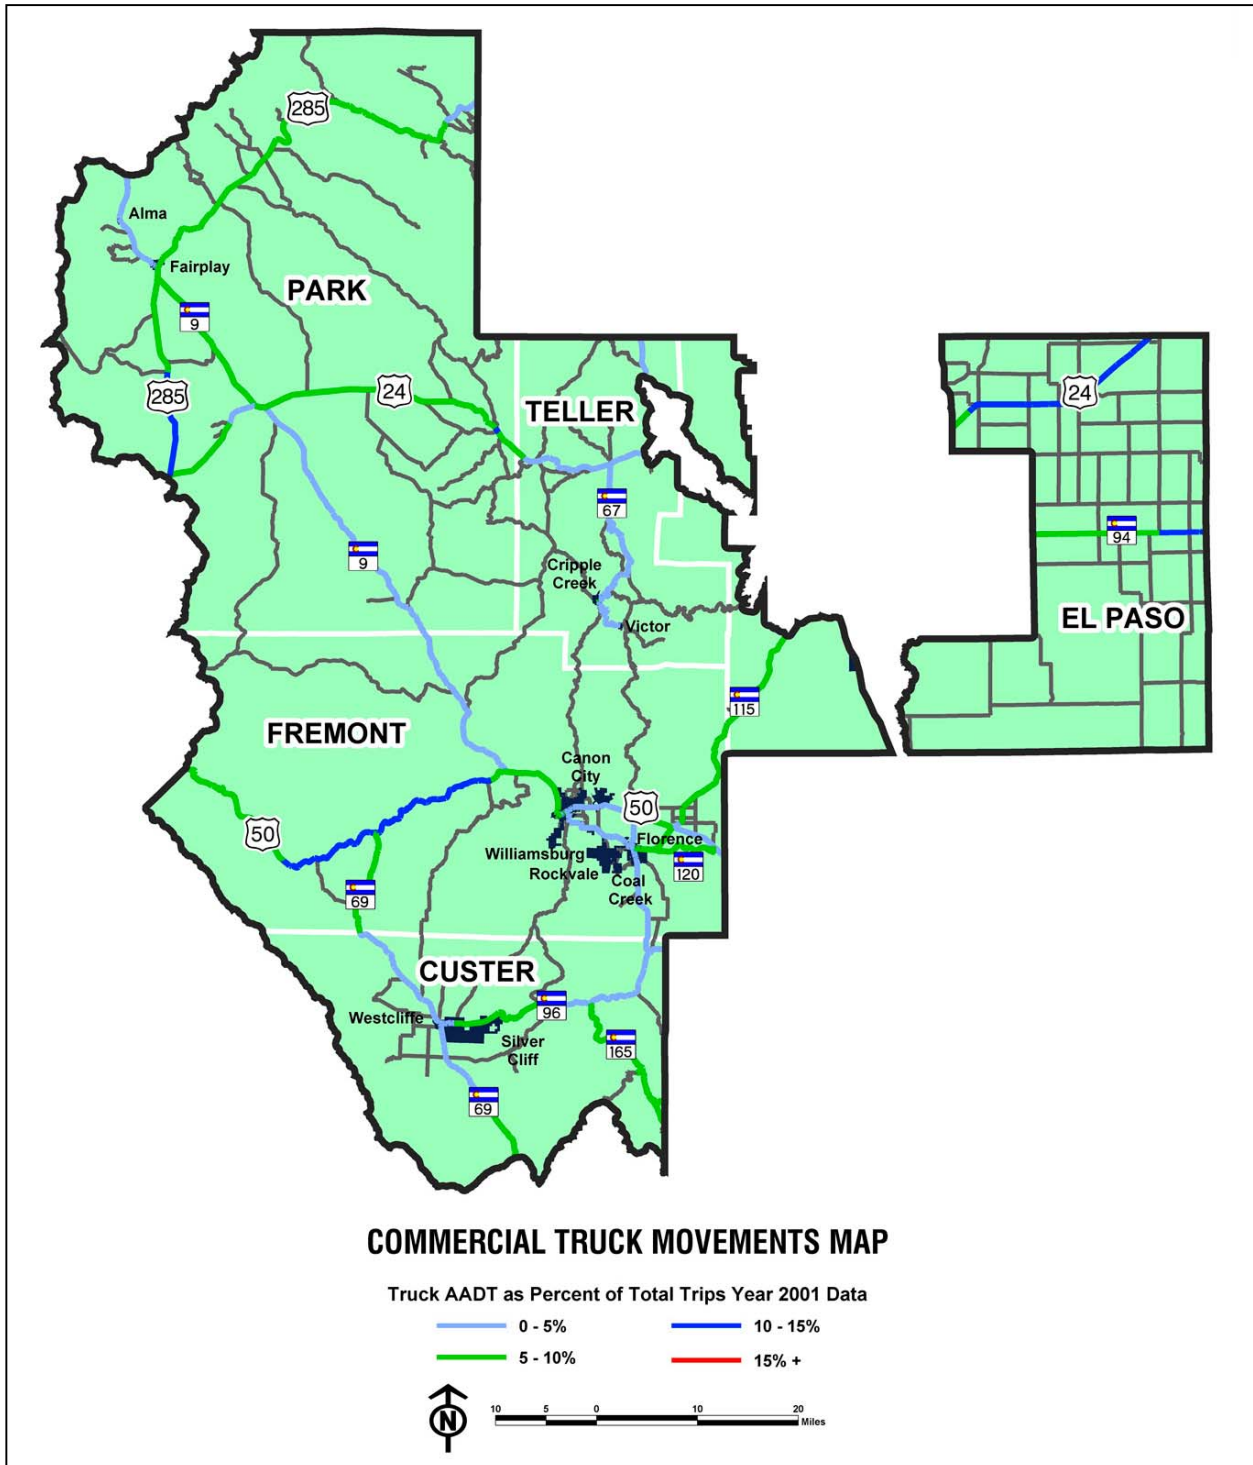 285
Alma
Fairplay
PARK
9
285
24
TELLER
24
67
94
9
Cripple
Creek
Victor
EL PASO
115
FREMONT
Canon
City
50
50
Florence
Williamsburg
Rockvale
120
Coal
Creek
69
CUSTER
96
Westcliffe
Silver
Cliff
165
69
COMMERCIAL TRUCK MOVEMENTS MAP
Truck AADT as Percent of Total Trips Year 2001 Data
0 - 5% 10 - 15%
5 - 10% 15% +
N
10 5 0 10 20
Miles